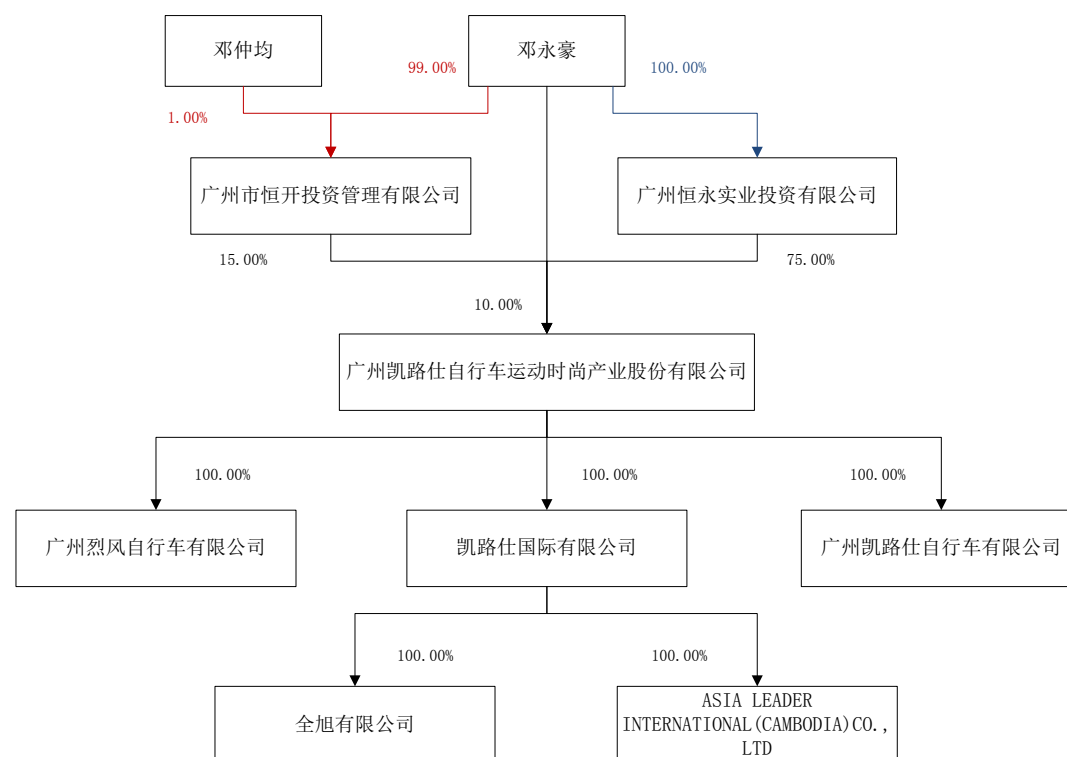 邓仲均
邓永豪
99.00%
100.00%
1.00%
广州市恒开投资管理有限公司
广州恒永实业投资有限公司
15.00%
75.00%
10.00%
广州凯路仕自行车运动时尚产业股份有限公司
100.00%
100.00%
100.00%
广州烈风自行车有限公司
凯路仕国际有限公司
广州凯路仕自行车有限公司
100.00%
100.00%
全旭有限公司
ASIA LEADER
INTERNATIONAL(CAMBODIA)CO.,
LTD